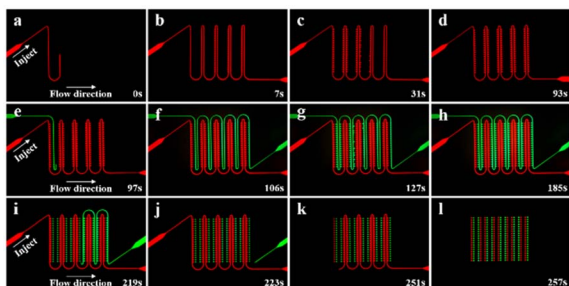 a
Inject
Flow direction
0s
b
7s
c
31s
d
93s
e
Inject
Flow direction
97s
f
106s
g
127s
h
185s
i
Inject
Flow direction
219s
j
223s
k
251s
l
257s